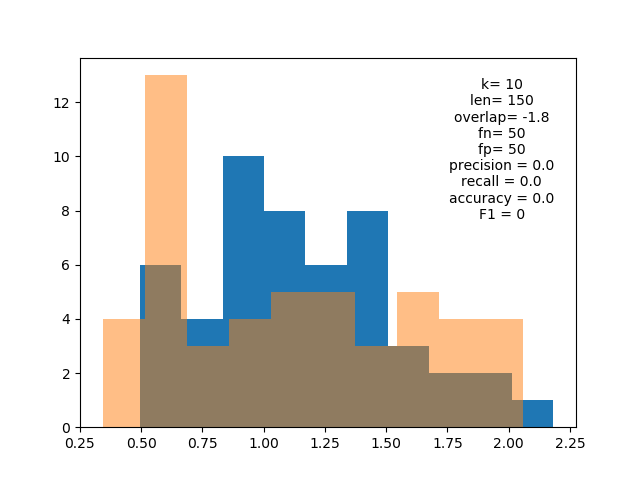 k= 10
len= 150
overlap= -1.8
fn= 50
fp= 50
precision = 0.0
recall = 0.0
accuracy = 0.0
F1 = 0
12
10
8
6
4
2
0
0.25 0.50 0.75 1.00 1.25 1.50 1.75 2.00 2.25